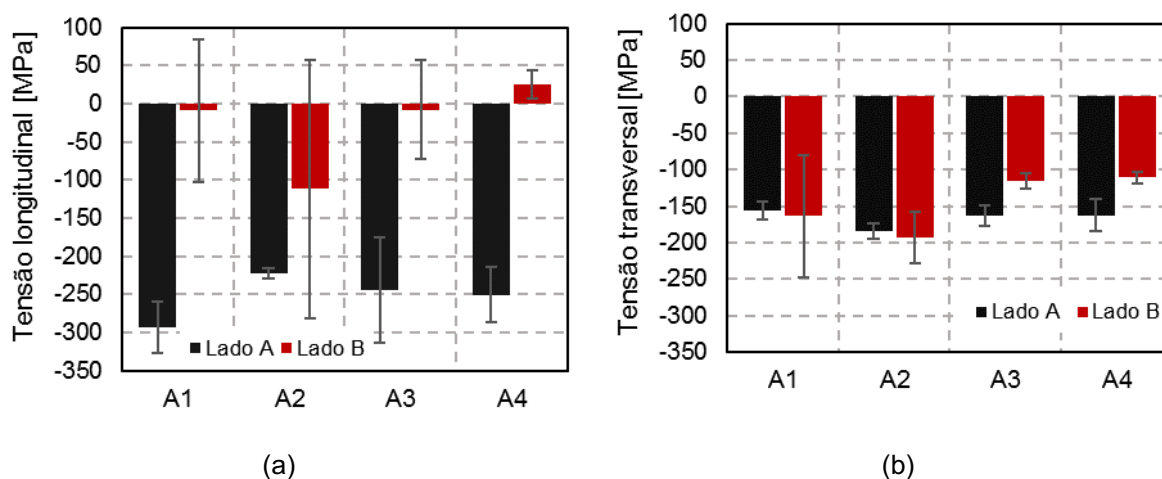 Tensão longitudinal [MPa]
100
50
0
-50
-100
-150
-200
-250
-300
-350
Lado A Lado B
A1 A2 A3 A4
(a)
Tensão transversal [MPa]
100
50
0
-50
-100
-150
-200
-250
-300
-350
Lado A Lado B
A1 A2 A3 A4
(b)